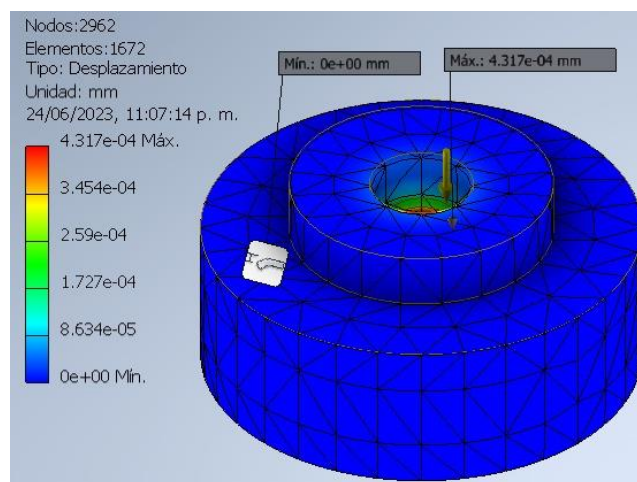 Nodos:2962
Elementos:1672
Tipo: Desplazamiento
Unidad: mm
24/06/2023, 11:07:14 p. m.
Mín.: 0e+00 mm
Máx.: 4.317e-04 mm
4.317e-04 Máx.
3.454e-04
2.59e-04
1.727e-04
8.634e-05
0e+00 Mín.